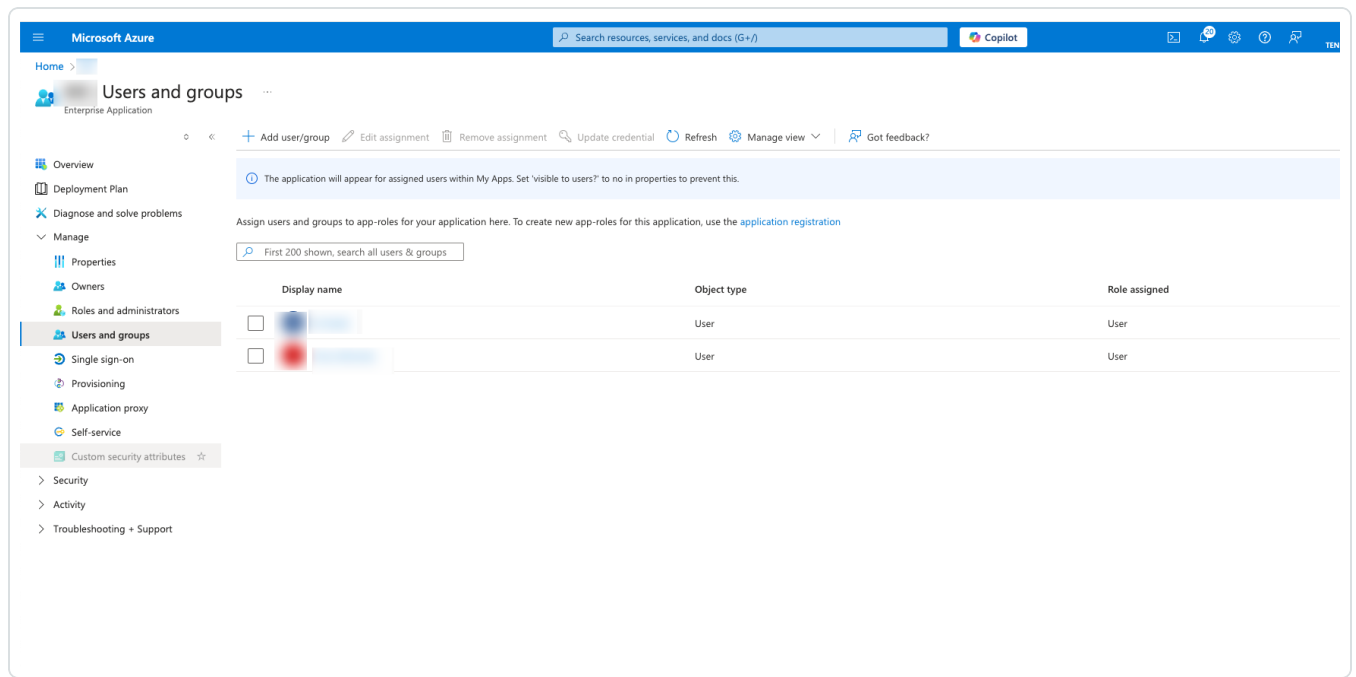 Microsoft Azure
Search resources, services, and docs (G+/)
Copilot
20
TEN
Home >
Users and groups ...
Enterprise Application
Add user/group
Edit assignment
Remove assignment
Update credential
Refresh
Manage view
Got feedback?
Overview
Deployment Plan
Diagnose and solve problems
Manage
Properties
Owners
Roles and administrators
Users and groups
Single sign-on
Provisioning
Application proxy
Self-service
Custom security attributes
Security
Activity
Troubleshooting + Support
The application will appear for assigned users within My Apps. Set 'visible to users?' to no in properties to prevent this.
Assign users and groups to app-roles for your application here. To create new app-roles for this application, use the application registration
First 200 shown, search all users & groups
Display name Object type Role assigned
User User
User User